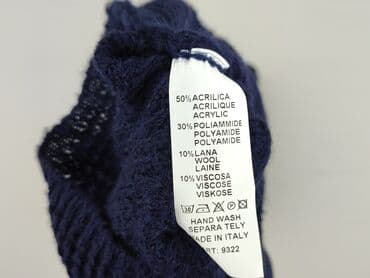 50% ACRILICA
ACRILIQUE
ACRYLIC
30% POLIAMMIDE
POLYAMIDE
POLYAMIDE
10% LANA
WOOL
LAINE
10% VISCOSA
VISCOSE
VISKOSE
HAND WASH
SEPARA TELY
MADE IN ITALY
ART: 9322